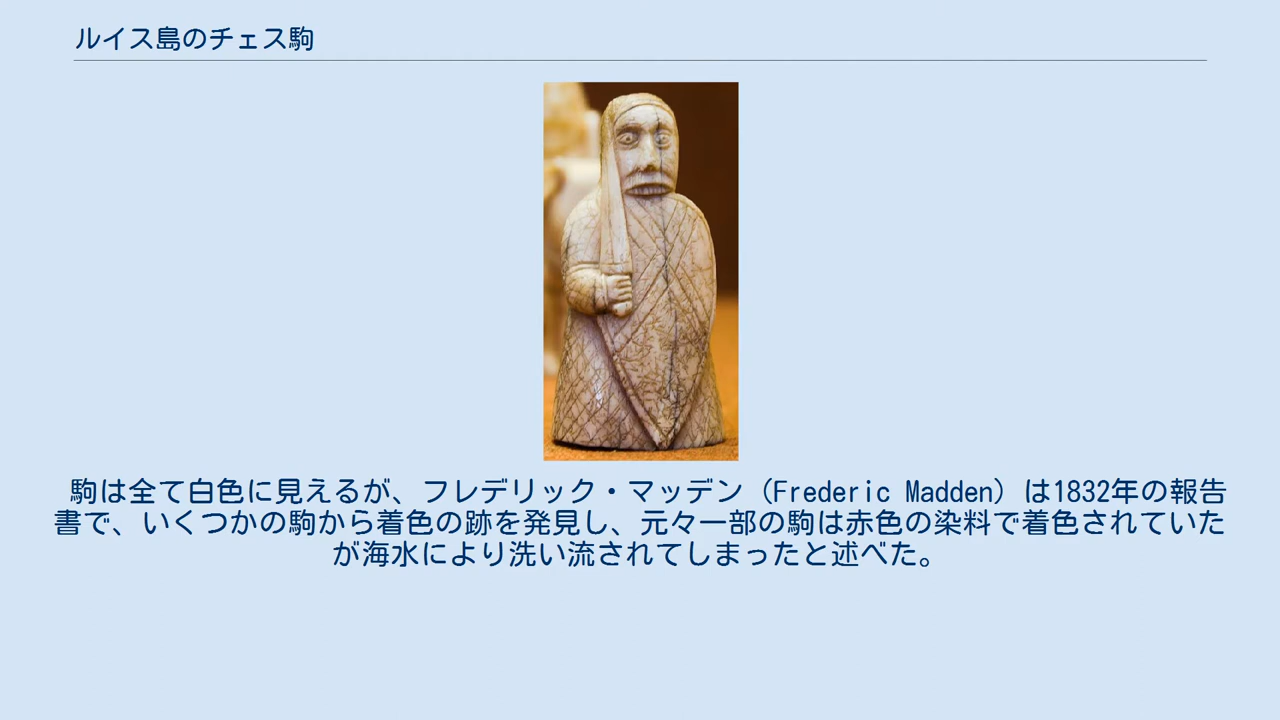 ルイス島のチェス駒
駒は全て白色に見えるが、フレデリック・マッデン（Frederic Madden）は1832年の報告
書で、いくつかの駒から着色の跡を発見し、元々一部の駒は赤色の染料で着色されていた
が海水により洗い流されてしまったと述べた。